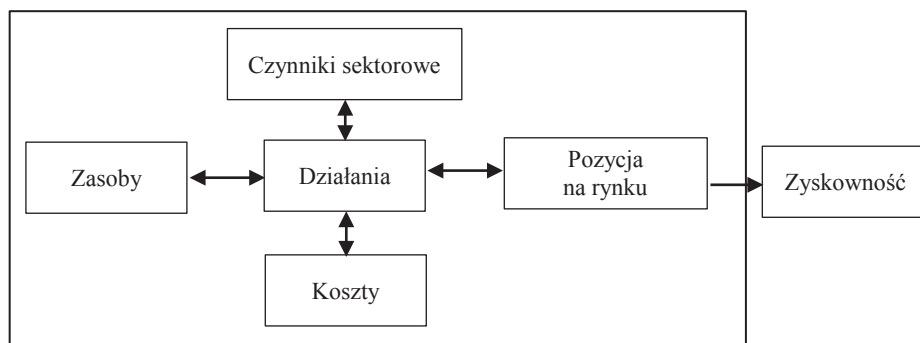 Czynniki sektorowe
Zasoby
Działania
Pozycja
na rynku
Zyskowność
Koszty